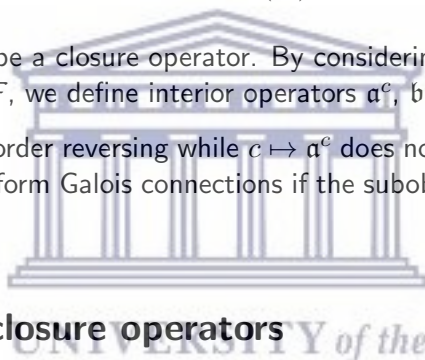 be a closure operator. By considerin
F, we define interior operators 𝔞ᶜ, 𝔟
order reversing while c ↦ 𝔞ᶜ does no
form Galois connections if the subob
closure operators
UNIVERSITY of the